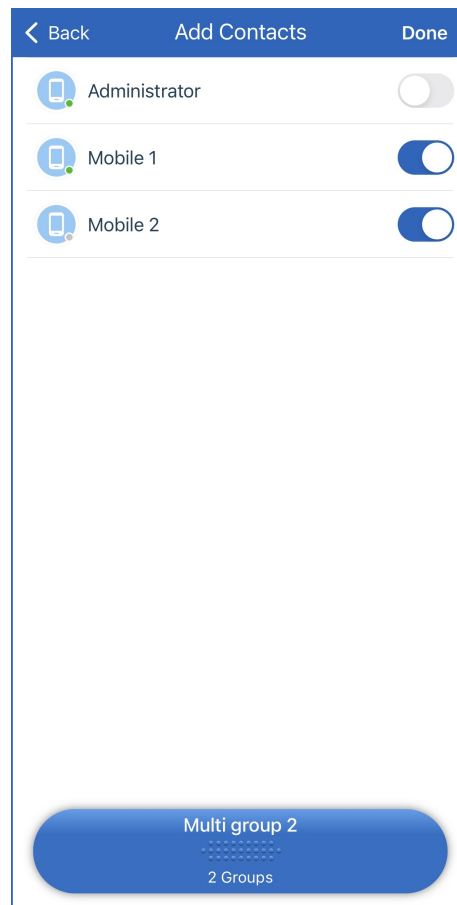 Back Add Contacts Done
Administrator
Mobile 1
Mobile 2
Multi group 2
2 Groups